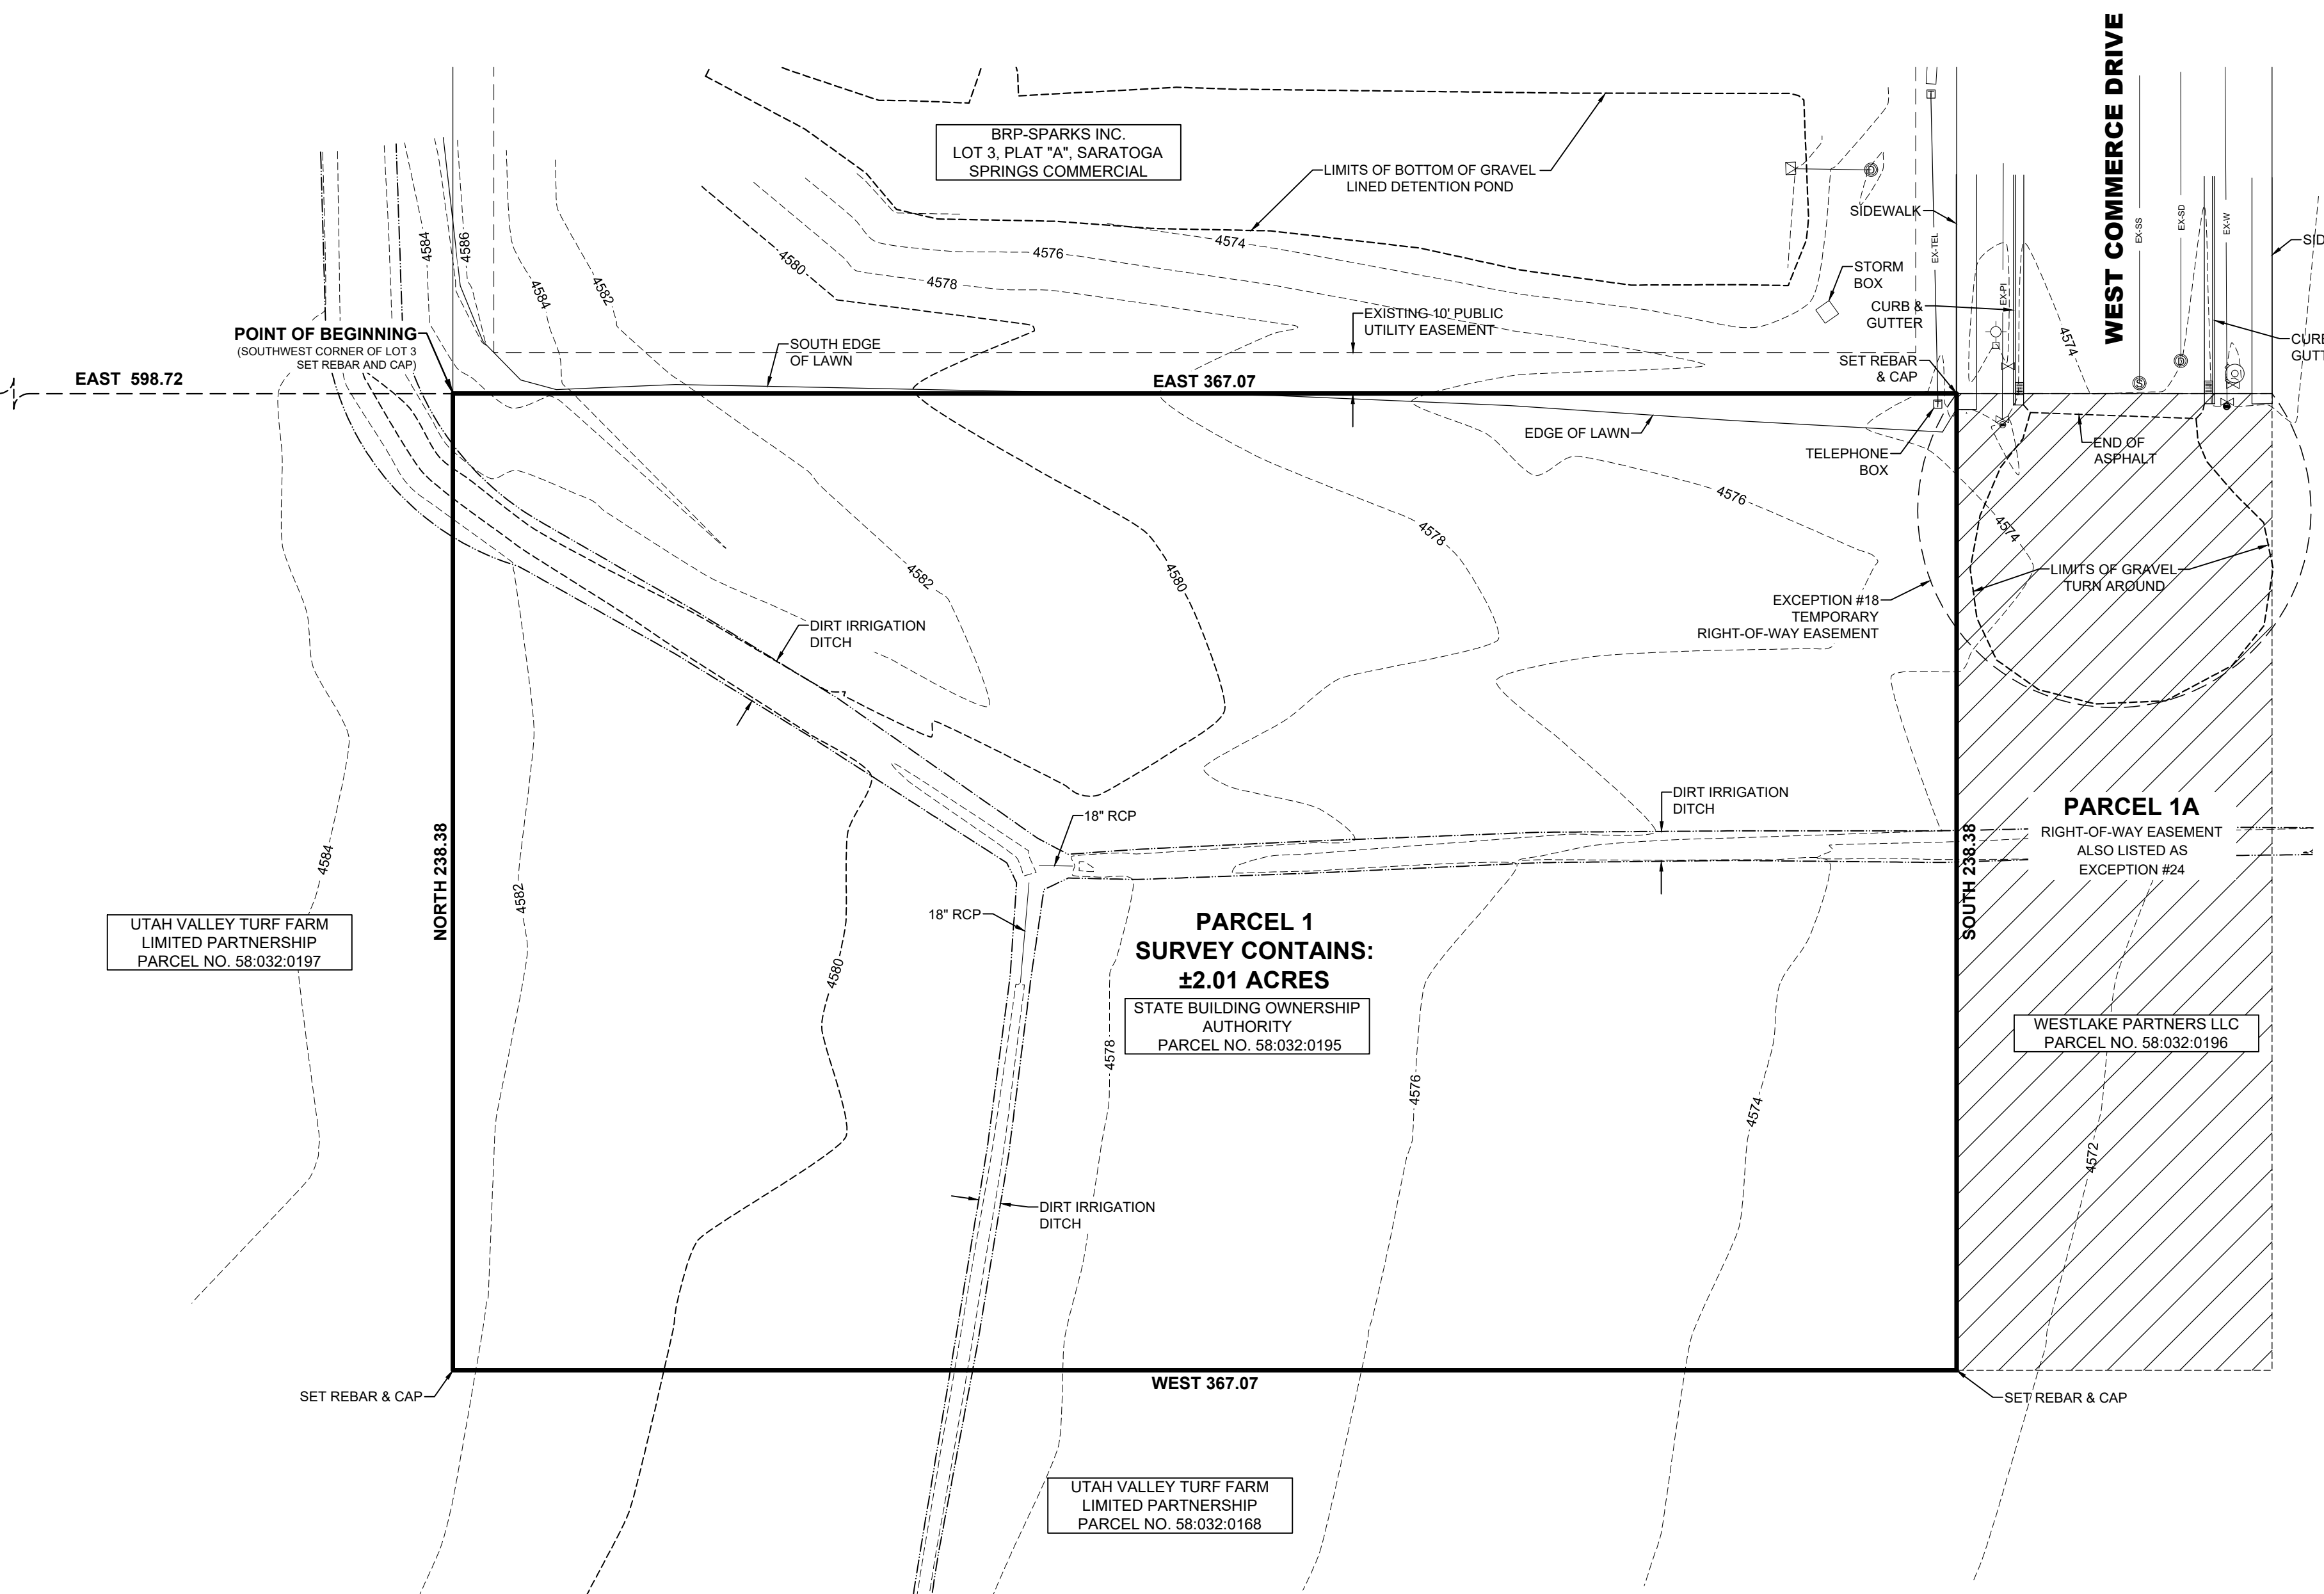 WEST COMMERCE DRIVE
BRP-SPARKS INC.
LOT 3, PLAT "A", SARATOGA
SPRINGS COMMERCIAL
LIMITS OF BOTTOM OF GRAVEL
LINED DETENTION POND
SIDEWALK
EX-TEL
EX-PI
EX-SS
EX-SD
EX-W
4584
4586
4584
4582
4580
4578
4576
4574
STORM
BOX
CURB &
GUTTER
4574
EXISTING 10' PUBLIC
UTILITY EASEMENT
POINT OF BEGINNING
(SOUTHWEST CORNER OF LOT 3
SET REBAR AND CAP)
SOUTH EDGE
OF LAWN
SET REBAR
& CAP
EAST 598.72
EAST 367.07
S
D
EDGE OF LAWN
TELEPHONE
BOX
END OF
ASPHALT
4576
4578
4574
4582
4580
LIMITS OF GRAVEL
TURN AROUND
EXCEPTION #18
TEMPORARY
RIGHT-OF-WAY EASEMENT
DIRT IRRIGATION
DITCH
DIRT IRRIGATION
DITCH
18" RCP
PARCEL 1A
RIGHT-OF-WAY EASEMENT
ALSO LISTED AS
EXCEPTION #24
NORTH 238.38
SOUTH 238.38
4584
4582
18" RCP
UTAH VALLEY TURF FARM
LIMITED PARTNERSHIP
PARCEL NO. 58:032:0197
PARCEL 1
SURVEY CONTAINS:
±2.01 ACRES
STATE BUILDING OWNERSHIP
AUTHORITY
PARCEL NO. 58:032:0195
4580
4578
4576
4574
4572
WESTLAKE PARTNERS LLC
PARCEL NO. 58:032:0196
DIRT IRRIGATION
DITCH
WEST 367.07
SET REBAR & CAP
SET REBAR & CAP
UTAH VALLEY TURF FARM
LIMITED PARTNERSHIP
PARCEL NO. 58:032:0168